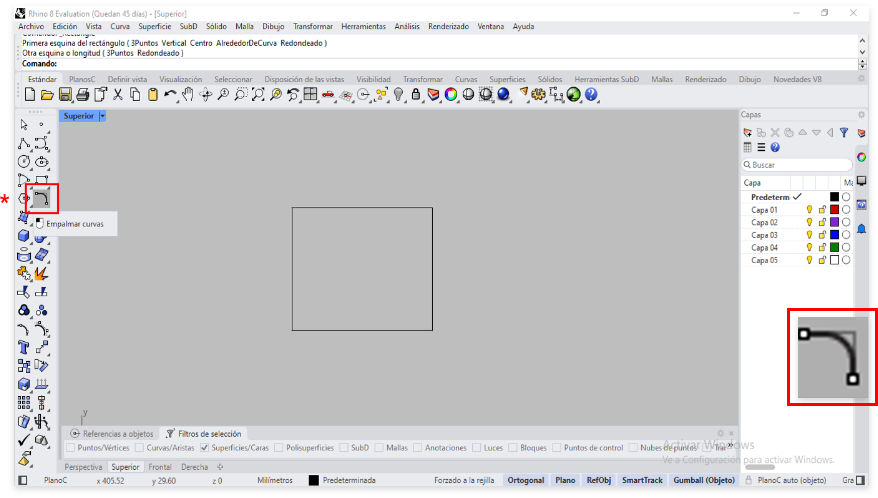 Rhino 8 Evaluation (Quedan 45 días) - [Superior]
Archivo Edición Vista Curva Superficie SubD Sólido Malla Dibujo Transformar Herramientas Análisis Renderizado Ventana Ayuda
Primera esquina del rectángulo ( 3Puntos Vertical Centro AlrededorDeCurva Redondeado )
Otra esquina o longitud ( 3Puntos Redondeado )
Comando:
Estándar PlanosC Definir vista Visualización Seleccionar Disposición de las vistas Visibilidad Transformar Curvas Superficies Sólidos Herramientas SubD Mallas Renderizado Dibujo Novedades V8
Superior
Capas
Buscar
Capa
Predeterm
Capa 01
Capa 02
Capa 03
Capa 04
Capa 05
*
Empalmar curvas
y
Referencias a objetos Filtros de selección
Puntos/Vértices Curvas/Aristas Superficies/Caras Polisuperficies SubD Mallas Anotaciones Luces Bloques Puntos de control Nubes de puntos
Activar Windows
Ve a Configuración para activar Windows.
Perspectiva Superior Frontal Derecha
PlanoC x 405.52 y 29.60 z 0 Milímetros Predeterminada Forzado a la rejilla Ortogonal Plano RefObj SmartTrack Gumball (Objeto) PlanoC auto (objeto)